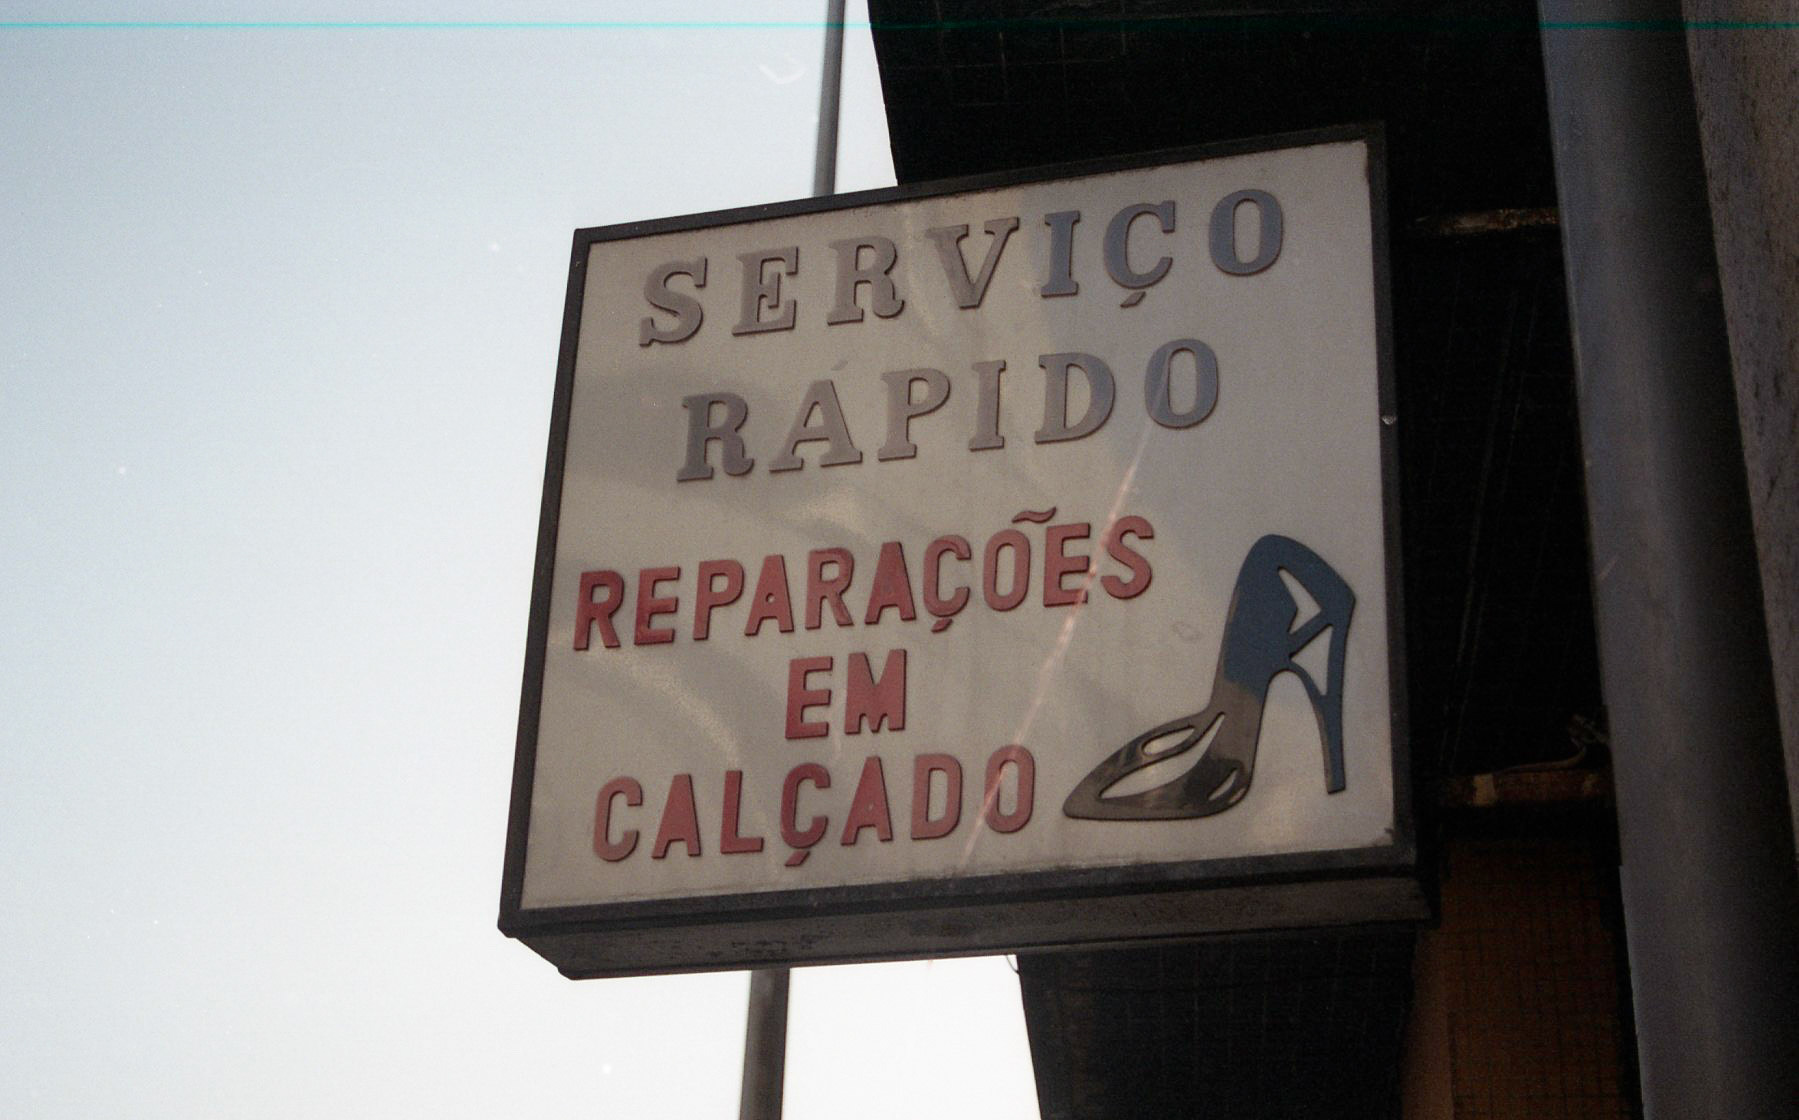 SERVIÇO
RÁPIDO
REPARAÇÕES
EM
CALÇADO